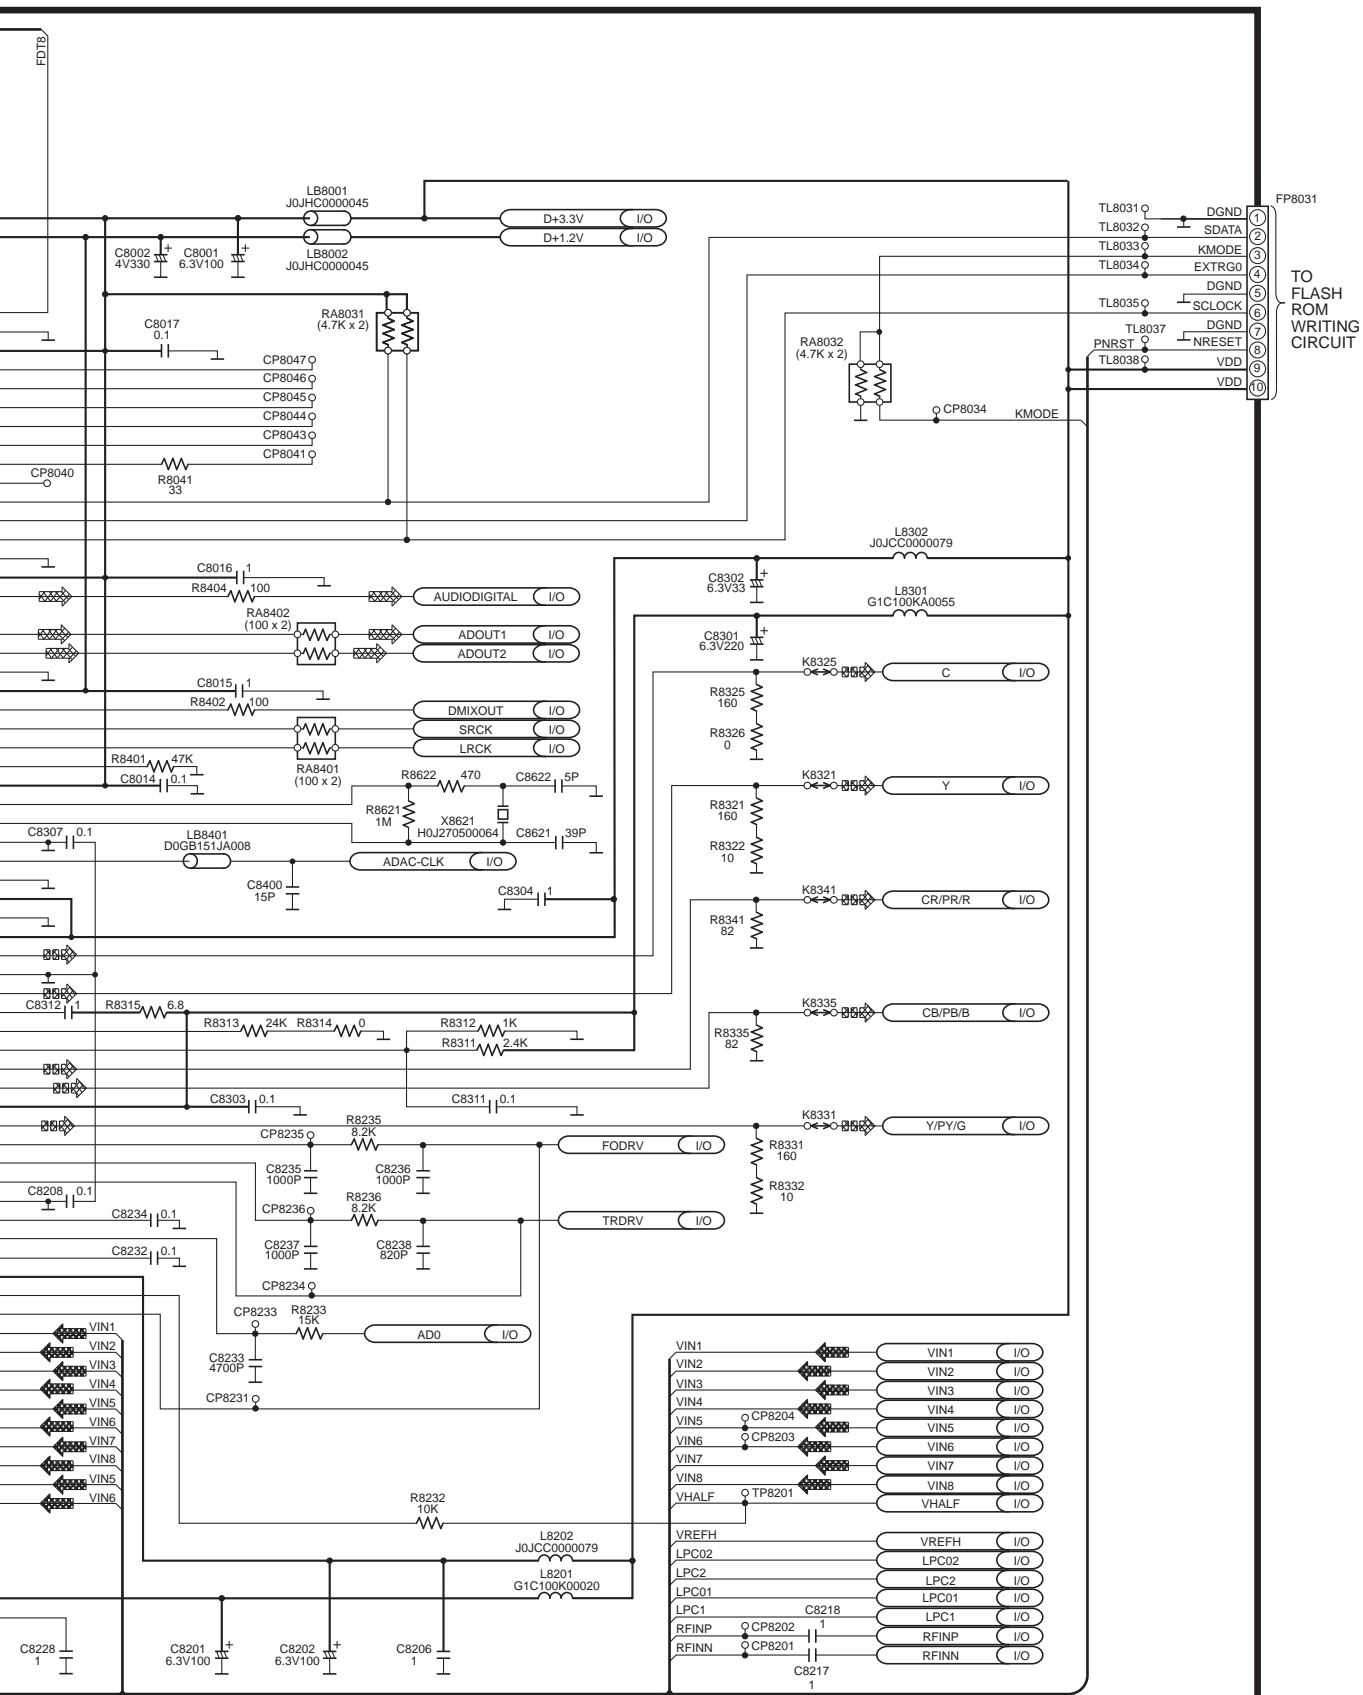 FDT8
LB8001
J0JHC0000045
D+3.3V I/O
D+1.2V I/O
LB8002
J0JHC0000045
C8002
4V330
C8001
6.3V100
FP8031
TL8031
DGND 1
TL8032
SDATA 2
TL8033
KMODE 3
TL8034
EXTRG0 4
DGND 5
TL8035
SCLOCK 6
TL8037
DGND 7
PNRST
NRESET 8
TL8038
VDD 9
VDD 10
TO
FLASH
ROM
WRITING
CIRCUIT
C8017
0.1
RA8031
(4.7K x 2)
RA8032
(4.7K x 2)
CP8047
CP8046
CP8045
CP8044
CP8043
CP8041
CP8034
KMODE
CP8040
R8041
33
L8302
J0JCC0000079
C8302
6.3V33
L8301
G1C100KA0055
C8301
6.3V220
C8016 1
R8404 100
AUDIODIGITAL I/O
RA8402
(100 x 2)
ADOUT1 I/O
ADOUT2 I/O
C8015 1
R8402 100
DMIXOUT I/O
SRCK I/O
LRCK I/O
RA8401
(100 x 2)
R8401 47K
C8014 0.1
K8325
C I/O
R8325
160
R8326
0
R8622 470
C8622 5P
R8621
1M
X8621
H0J270500064
C8621 39P
K8321
Y I/O
R8321
160
R8322
10
C8307 0.1
LB8401
D0GB151JA008
ADAC-CLK I/O
C8400
15P
C8304 1
K8341
CR/PR/R I/O
R8341
82
C8312 1
R8315 6.8
R8313 24K
R8314 0
R8312 1K
R8311 2.4K
K8335
CB/PB/B I/O
R8335
82
C8303 0.1
C8311 0.1
K8331
Y/PY/G I/O
R8331
160
R8332
10
CP8235
R8235
8.2K
FODRV I/O
C8235
1000P
C8236
1000P
C8208 0.1
CP8236
R8236
8.2K
TRDRV I/O
C8234 0.1
C8237
1000P
C8238
820P
C8232 0.1
CP8234
CP8233
R8233
15K
AD0 I/O
C8233
4700P
CP8231
VIN1
VIN2
VIN3
VIN4
VIN5
VIN6
VIN7
VIN8
VIN5
VIN6
VIN1 VIN1 I/O
VIN2 VIN2 I/O
VIN3 VIN3 I/O
VIN4 VIN4 I/O
VIN5 CP8204 VIN5 I/O
VIN6 CP8203 VIN6 I/O
VIN7 VIN7 I/O
VIN8 VIN8 I/O
VHALF TP8201 VHALF I/O
R8232
10K
L8202
J0JCC0000079
L8201
G1C100K00020
VREFH VREFH I/O
LPC02 LPC02 I/O
LPC2 LPC2 I/O
LPC01 LPC01 I/O
LPC1 LPC1 I/O
C8218
1
RFINP CP8202 RFINP I/O
RFINN CP8201 RFINN I/O
C8217
1
C8228
1
C8201
6.3V100
C8202
6.3V100
C8206
1